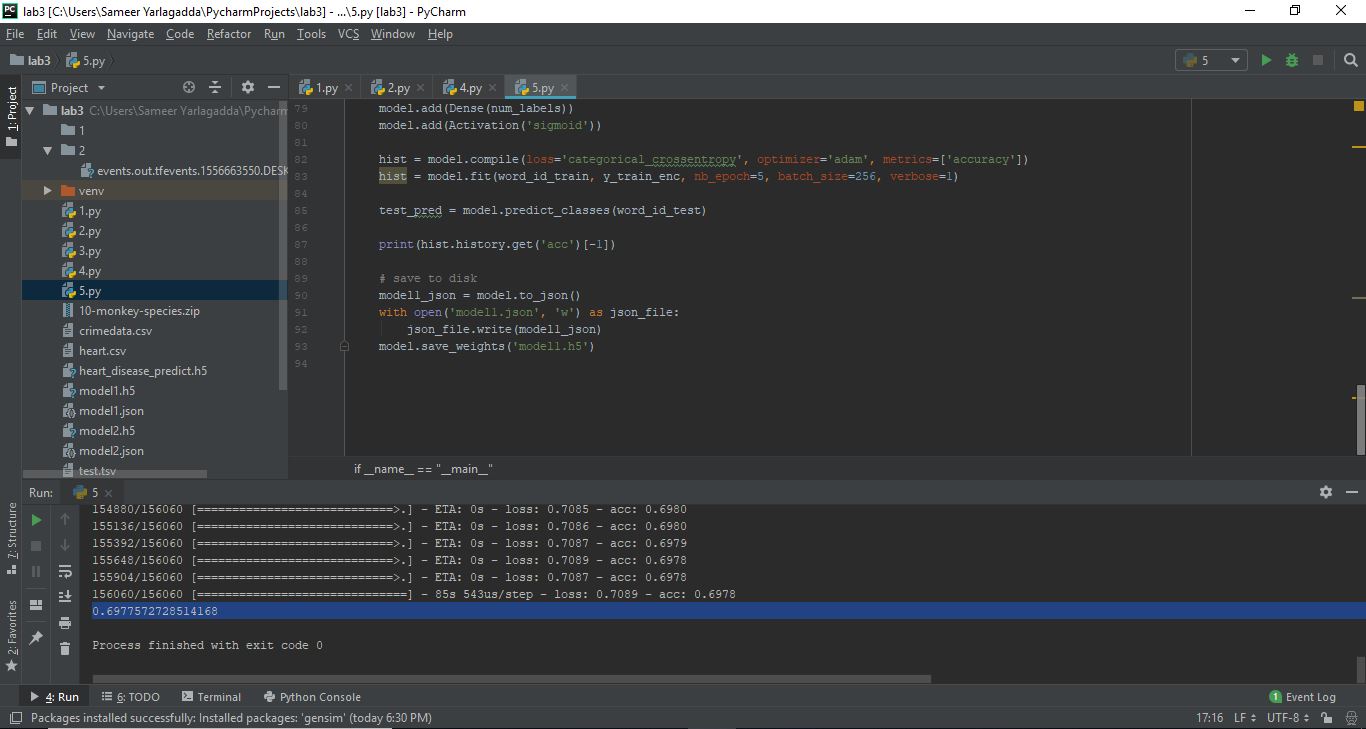 lab3 [C:\Users\Sameer Yarlagadda\PycharmProjects\lab3] - ...\5.py [lab3] - PyCharm
File Edit View Navigate Code Refactor Run Tools VCS Window Help
lab3 5.py 5
Project 1.py 2.py 4.py 5.py
1: Project
lab3 C:\Users\Sameer Yarlagadda\Pycharm
1
2
events.out.tfevents.1556663550.DESK
venv
1.py
2.py
3.py
4.py
5.py
10-monkey-species.zip
crimedata.csv
heart.csv
heart_disease_predict.h5
model1.h5
model1.json
model2.h5
model2.json
test.tsv
79 model.add(Dense(num_labels))
80 model.add(Activation('sigmoid'))
81
82 hist = model.compile(loss='categorical_crossentropy', optimizer='adam', metrics=['accuracy'])
83 hist = model.fit(word_id_train, y_train_enc, nb_epoch=5, batch_size=256, verbose=1)
84
85 test_pred = model.predict_classes(word_id_test)
86
87 print(hist.history.get('acc')[-1])
88
89 # save to disk
90 model1_json = model.to_json()
91 with open('model1.json', 'w') as json_file:
92 json_file.write(model1_json)
93 model.save_weights('model1.h5')
94
if __name__ == "__main__"
Run: 5
7: Structure
2: Favorites
154880/156060 [============================>.] - ETA: 0s - loss: 0.7085 - acc: 0.6980
155136/156060 [============================>.] - ETA: 0s - loss: 0.7086 - acc: 0.6980
155392/156060 [============================>.] - ETA: 0s - loss: 0.7087 - acc: 0.6979
155648/156060 [============================>.] - ETA: 0s - loss: 0.7089 - acc: 0.6978
155904/156060 [============================>.] - ETA: 0s - loss: 0.7087 - acc: 0.6978
156060/156060 [==============================] - 85s 543us/step - loss: 0.7089 - acc: 0.6978
0.6977572728514168
Process finished with exit code 0
4: Run 6: TODO Terminal Python Console 1 Event Log
Packages installed successfully: Installed packages: 'gensim' (today 6:30 PM) 17:16 LF UTF-8